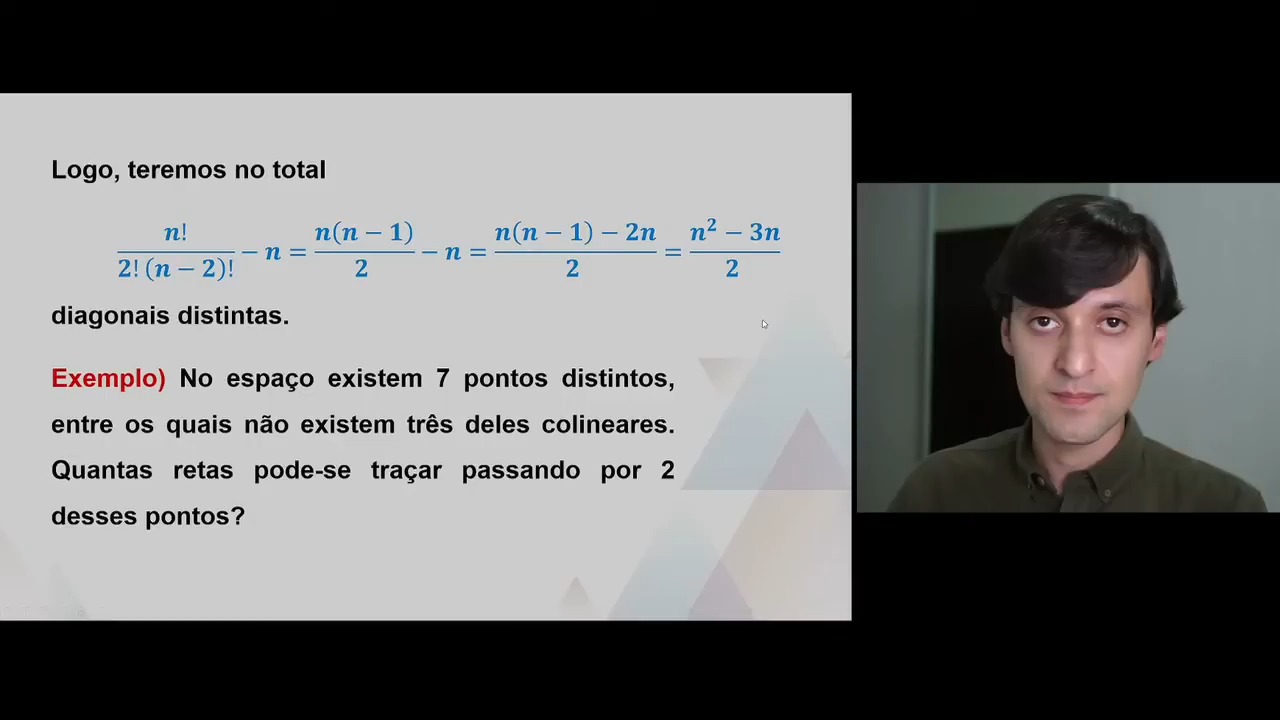 Logo, teremos no total
n!/(2!(n − 2)!) − n = n(n − 1)/2 − n = (n(n − 1) − 2n)/2 = (n² − 3n)/2
diagonais distintas.
Exemplo) No espaço existem 7 pontos distintos,
entre os quais não existem três deles colineares.
Quantas retas pode-se traçar passando por 2
desses pontos?